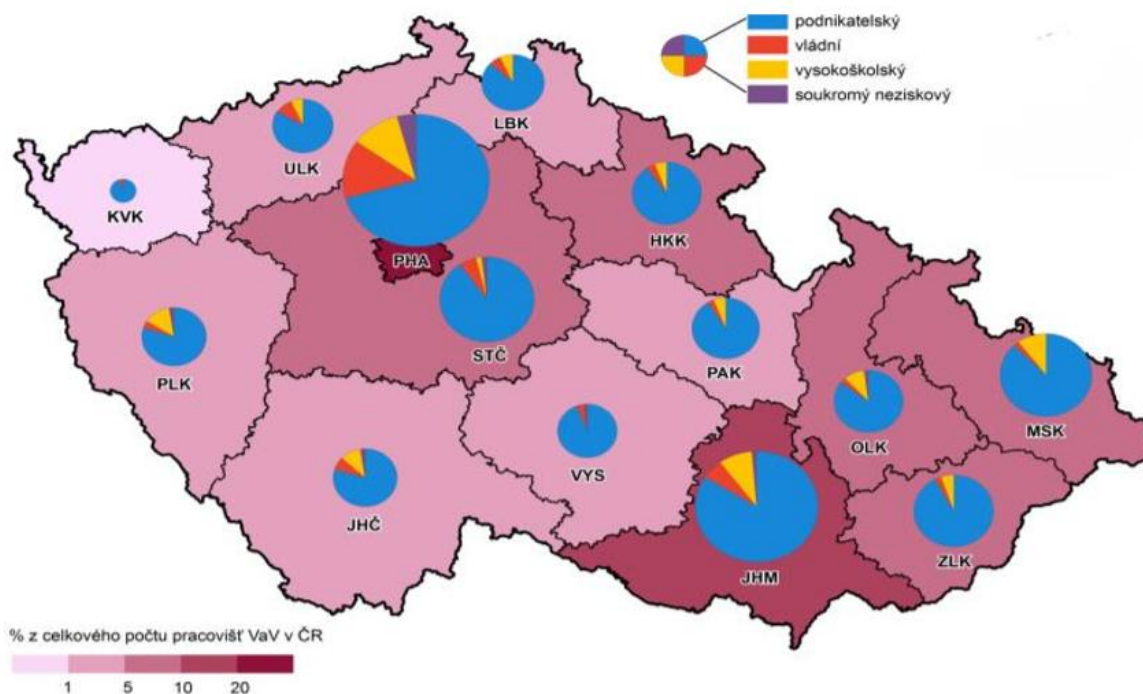 podnikatelský
vládní
vysokoškolský
soukromý neziskový
LBK
ULK
KVK
HKK
PHA
STČ
PAK
PLK
MSK
OLK
VYS
JHČ
ZLK
JHM
% z celkového počtu pracovišť VaV v ČR
1 5 10 20